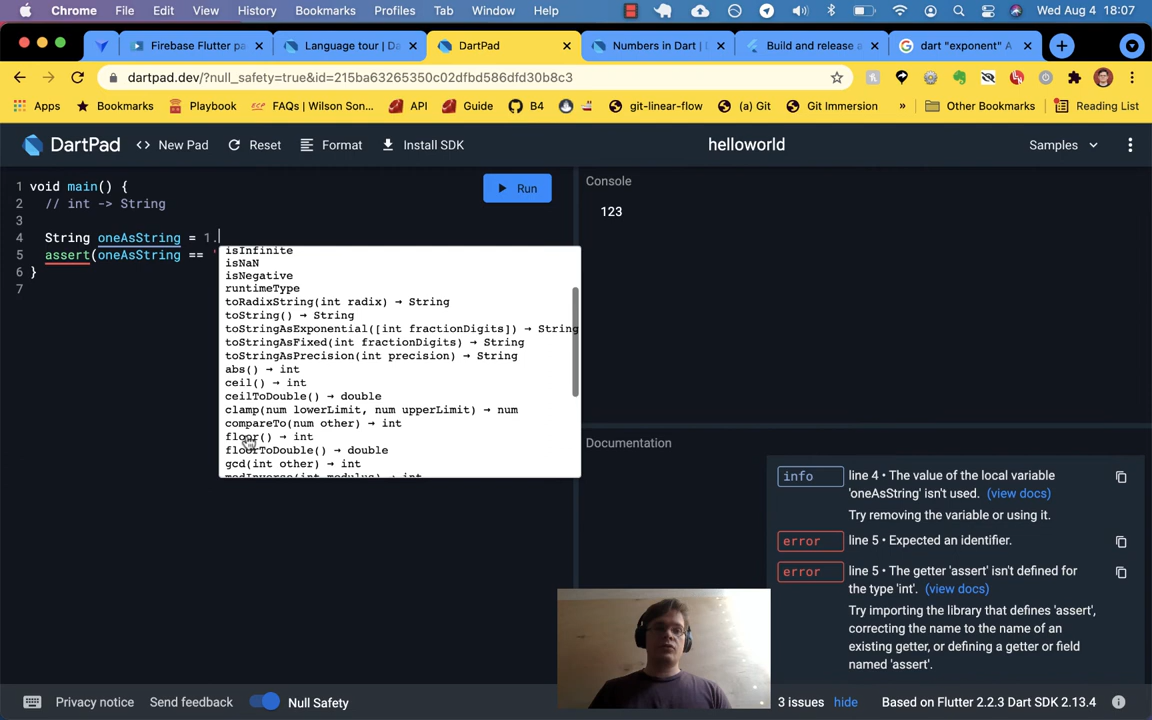 Chrome File Edit View History Bookmarks Profiles Tab Window Help Wed Aug 4 18:07
Firebase Flutter pa Language tour | D DartPad Numbers in Dart | Build and release a dart "exponent" A
dartpad.dev/?null_safety=true&id=215ba63265350c02dfbd586dfd30b8c3
Apps Bookmarks Playbook FAQs | Wilson Son... API Guide B4 git-linear-flow (a) Git Git Immersion » Other Bookmarks Reading List
DartPad <> New Pad Reset Format Install SDK helloworld Samples
1 void main() {
2 // int -> String
3
4 String oneAsString = 1.
5 assert(oneAsString == '
6 }
7
Run
isInfinite
isNaN
isNegative
runtimeType
toRadixString(int radix) → String
toString() → String
toStringAsExponential([int fractionDigits]) → String
toStringAsFixed(int fractionDigits) → String
toStringAsPrecision(int precision) → String
abs() → int
ceil() → int
ceilToDouble() → double
clamp(num lowerLimit, num upperLimit) → num
compareTo(num other) → int
floor() → int
floorToDouble() → double
gcd(int other) → int
modInverse(int modulus) → int
Console
123
Documentation
info line 4 • The value of the local variable
'oneAsString' isn't used. (view docs)
Try removing the variable or using it.
error line 5 • Expected an identifier.
error line 5 • The getter 'assert' isn't defined for
the type 'int'. (view docs)
Try importing the library that defines 'assert',
correcting the name to the name of an
existing getter, or defining a getter or field
named 'assert'.
Privacy notice Send feedback Null Safety 3 issues hide Based on Flutter 2.2.3 Dart SDK 2.13.4